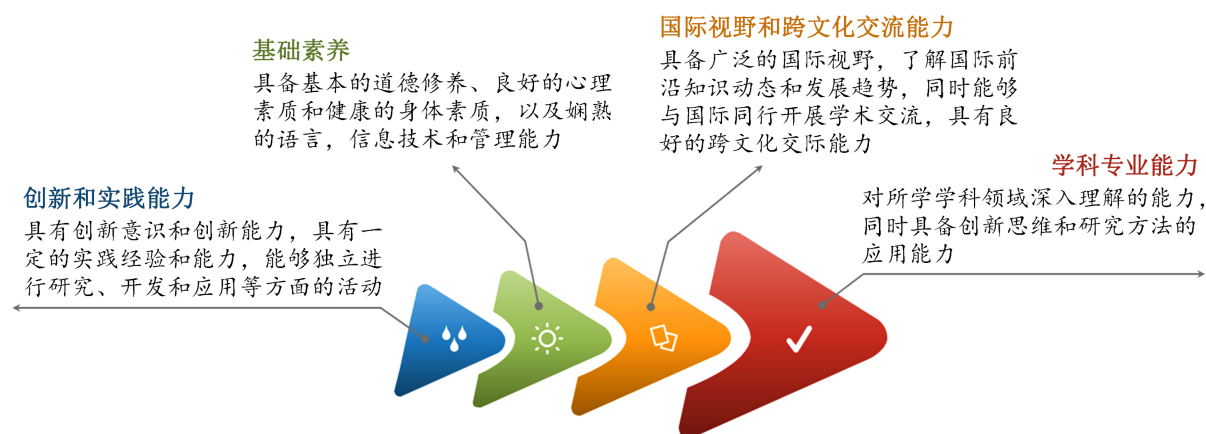 创新和实践能力
具有创新意识和创新能力，具有一
定的实践经验和能力，能够独立进
行研究、开发和应用等方面的活动
基础素养
具备基本的道德修养、良好的心理
素质和健康的身体素质，以及娴熟
的语言，信息技术和管理能力
国际视野和跨文化交流能力
具备广泛的国际视野，了解国际前
沿知识动态和发展趋势，同时能够
与国际同行开展学术交流，具有良
好的跨文化交际能力
学科专业能力
对所学学科领域深入理解的能力，
同时具备创新思维和研究方法的
应用能力